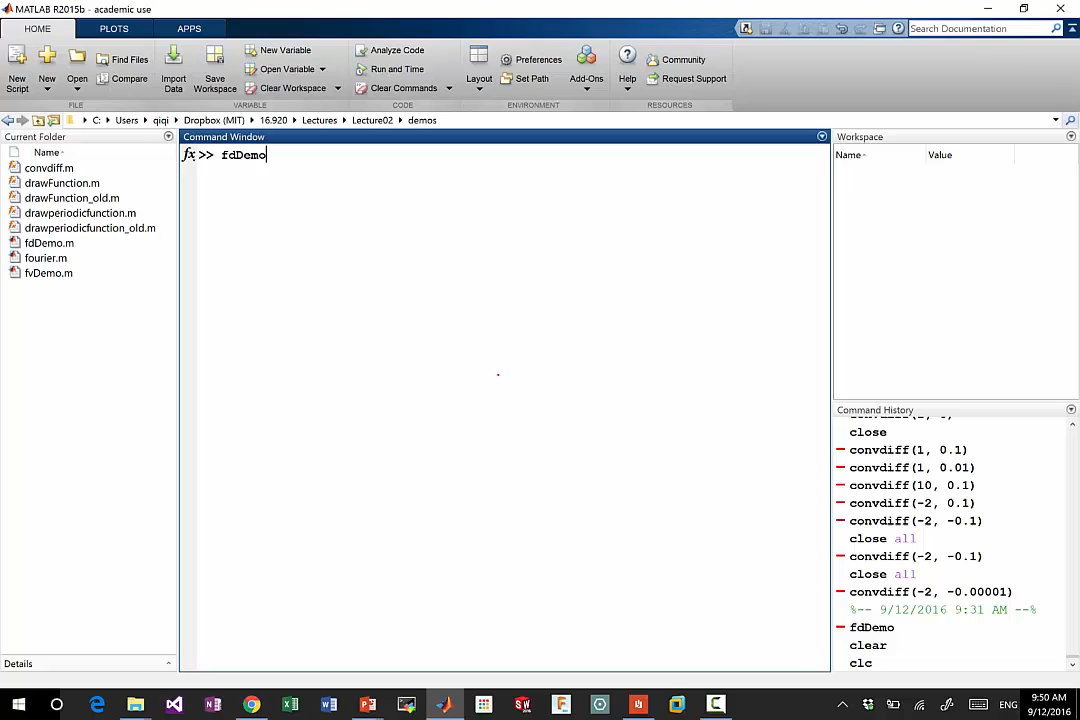 MATLAB R2015b - academic use
HOME PLOTS APPS
Search Documentation
New Script
New
Open
Find Files
Compare
Import Data
Save Workspace
New Variable
Open Variable
Clear Workspace
Analyze Code
Run and Time
Clear Commands
Layout
Preferences
Set Path
Add-Ons
Help
Community
Request Support
FILE VARIABLE CODE ENVIRONMENT RESOURCES
C: Users qiqi Dropbox (MIT) 16.920 Lectures Lecture02 demos
Current Folder
Name
convdiff.m
drawFunction.m
drawFunction_old.m
drawperiodicfunction.m
drawperiodicfunction_old.m
fdDemo.m
fourier.m
fvDemo.m
Details
Command Window
fx >> fdDemo
Workspace
Name Value
Command History
close
convdiff(1, 0.1)
convdiff(1, 0.01)
convdiff(10, 0.1)
convdiff(-2, 0.1)
convdiff(-2, -0.1)
close all
convdiff(-2, -0.1)
close all
convdiff(-2, -0.00001)
%-- 9/12/2016 9:31 AM --%
fdDemo
clear
clc
ENG
9:50 AM
9/12/2016